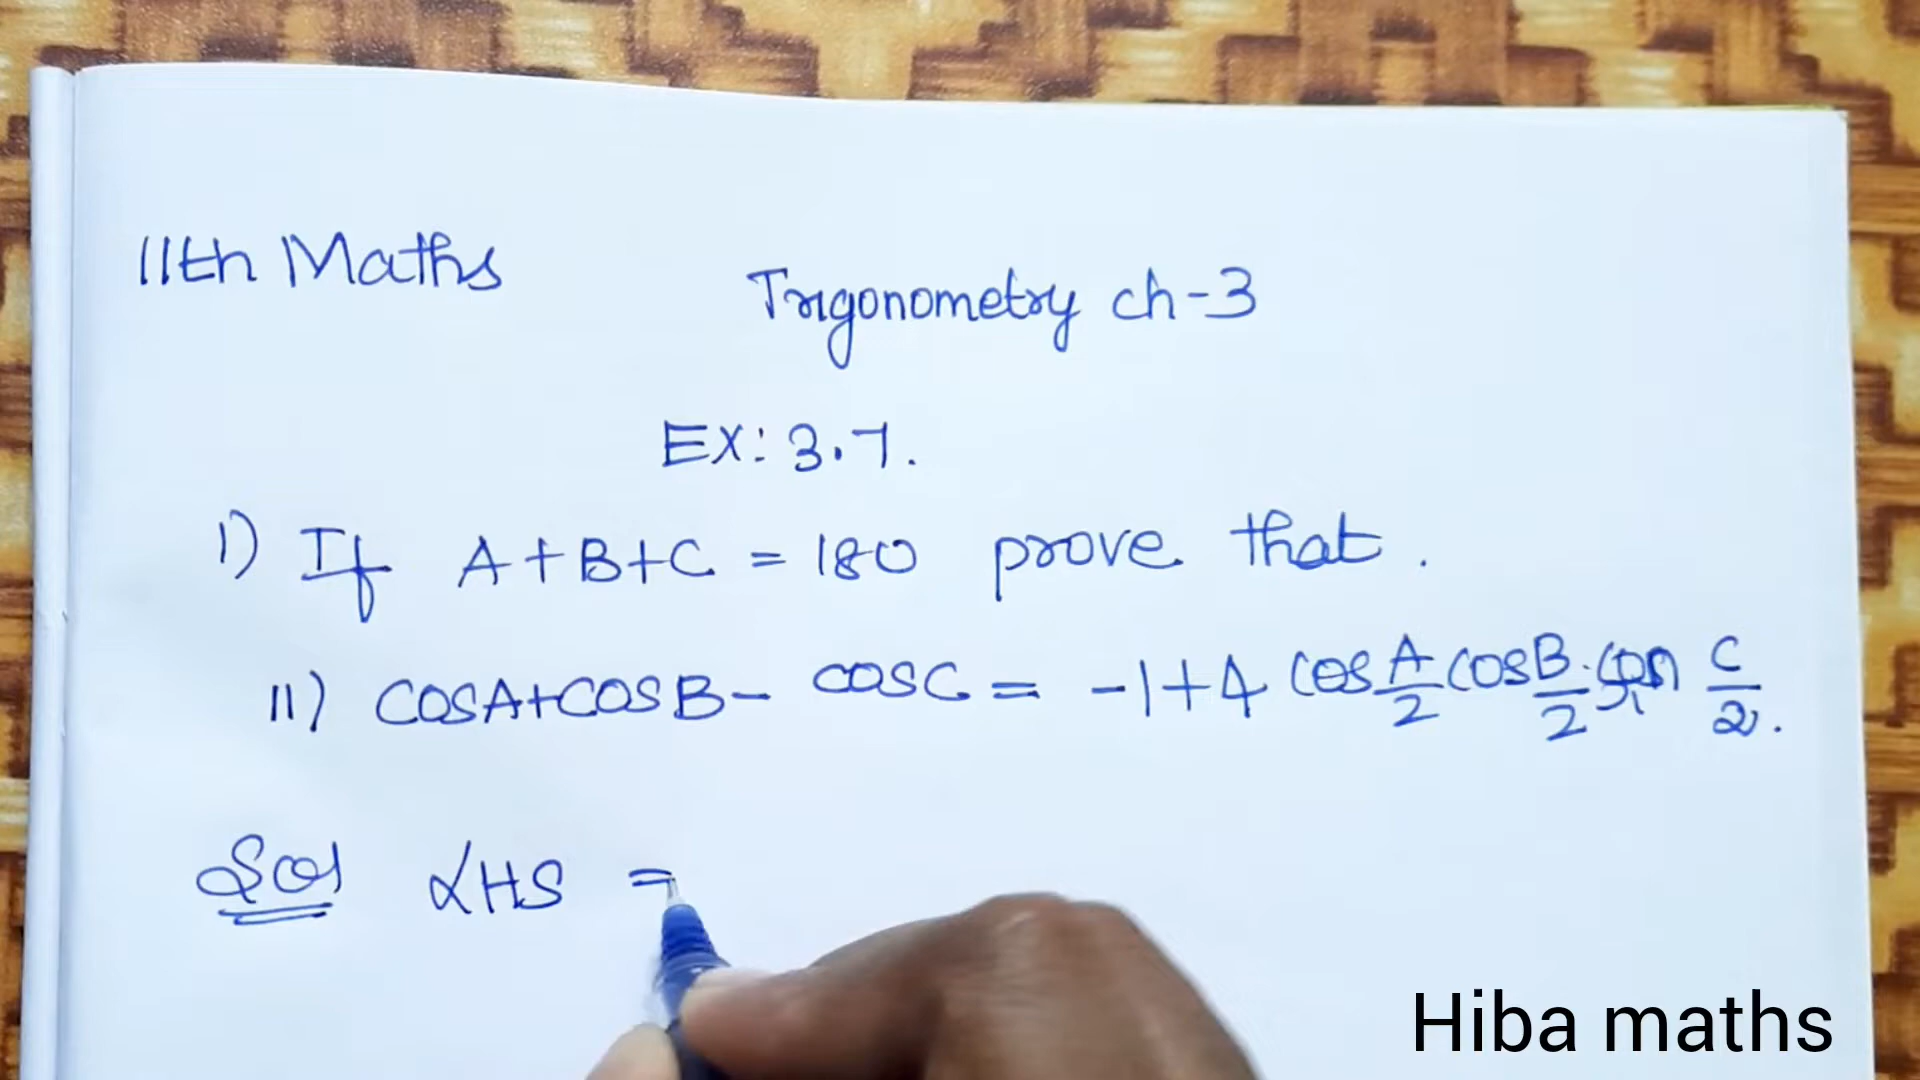 11th Maths
Trigonometry ch-3
EX: 3.7.
1) If A+B+C = 180 prove that.
11) COSA+COSB- COSC = -1+4 cos A/2 cos B/2 . sin C/2.
Sol LHS =
Hiba maths